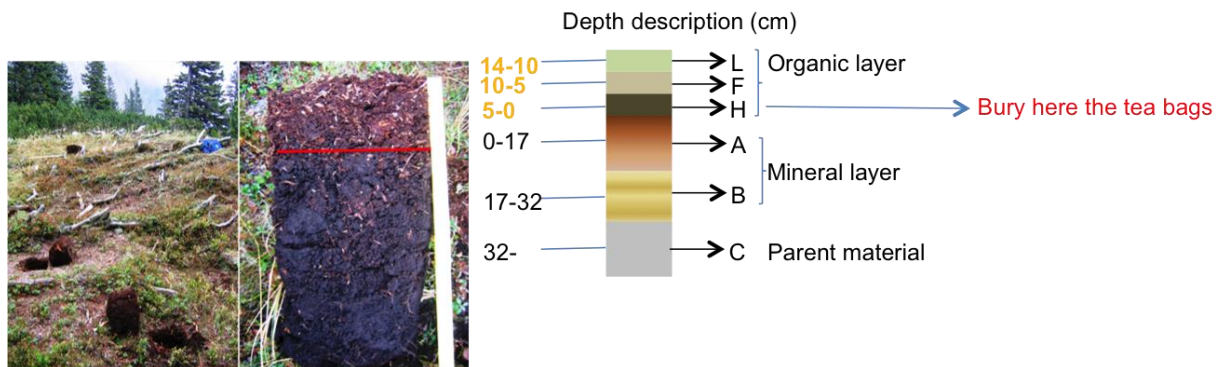 Depth description (cm)
14-10 L Organic layer
10-5 F
5-0 H Bury here the tea bags
0-17 A
Mineral layer
17-32 B
32- C Parent material